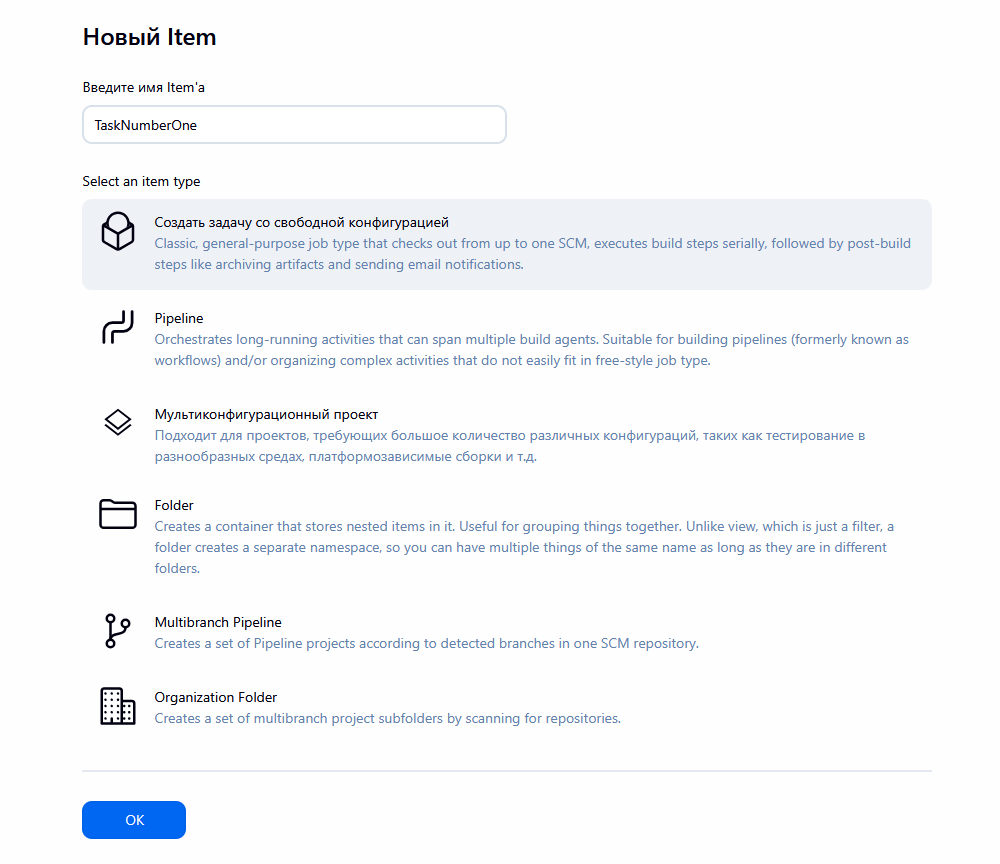 Новый Item
Введите имя Item'а
TaskNumberOne
Select an item type
Создать задачу со свободной конфигурацией
Classic, general-purpose job type that checks out from up to one SCM, executes build steps serially, followed by post-build
steps like archiving artifacts and sending email notifications.
Pipeline
Orchestrates long-running activities that can span multiple build agents. Suitable for building pipelines (formerly known as
workflows) and/or organizing complex activities that do not easily fit in free-style job type.
Мультиконфигурационный проект
Подходит для проектов, требующих большое количество различных конфигураций, таких как тестирование в
разнообразных средах, платформозависимые сборки и т.д.
Folder
Creates a container that stores nested items in it. Useful for grouping things together. Unlike view, which is just a filter, a
folder creates a separate namespace, so you can have multiple things of the same name as long as they are in different
folders.
Multibranch Pipeline
Creates a set of Pipeline projects according to detected branches in one SCM repository.
Organization Folder
Creates a set of multibranch project subfolders by scanning for repositories.
OK